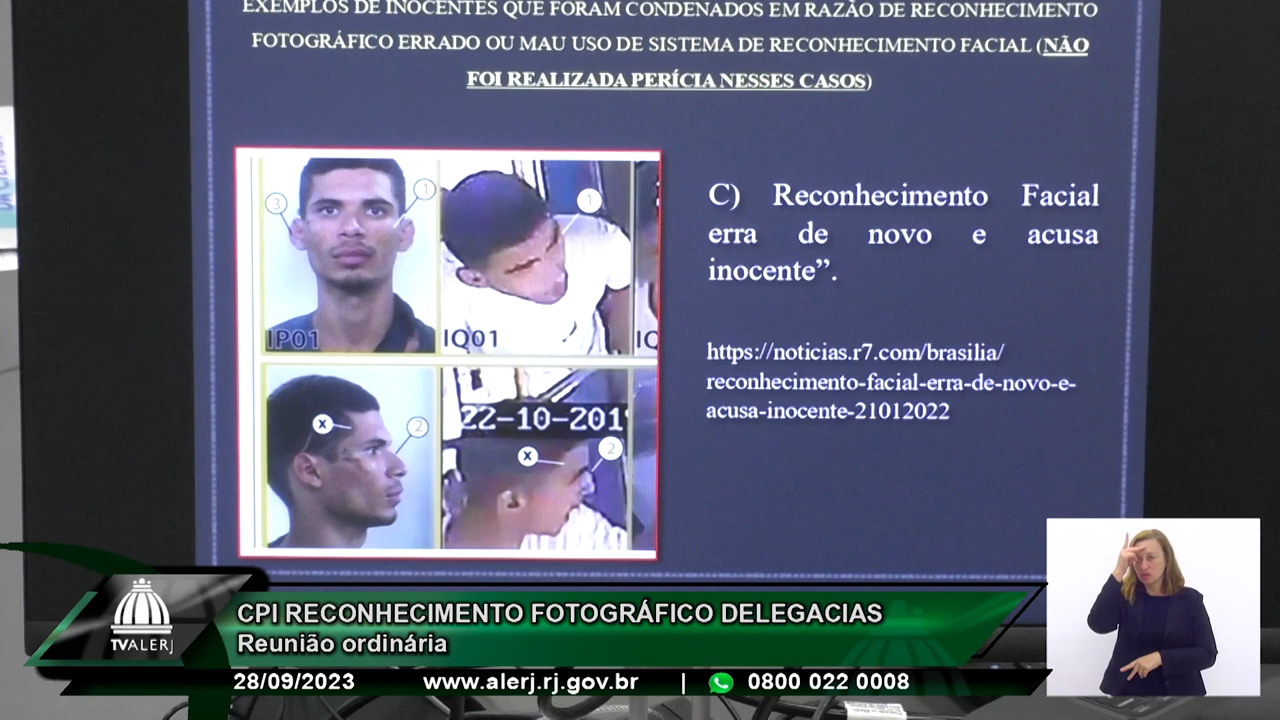 EXEMPLOS DE INOCENTES QUE FORAM CONDENADOS EM RAZÃO DE RECONHECIMENTO
FOTOGRÁFICO ERRADO OU MAU USO DE SISTEMA DE RECONHECIMENTO FACIAL (NÃO
FOI REALIZADA PERÍCIA NESSES CASOS)
3
1
1
IP01
IQ01
IQ
C) Reconhecimento Facial
erra de novo e acusa
inocente”.
https://noticias.r7.com/brasilia/
reconhecimento-facial-erra-de-novo-e-
acusa-inocente-21012022
X
2
22-10-201
X
2
DA CIÊNCIA
CPI RECONHECIMENTO FOTOGRÁFICO DELEGACIAS
Reunião ordinária
TVALERJ
28/09/2023 www.alerj.rj.gov.br | 0800 022 0008